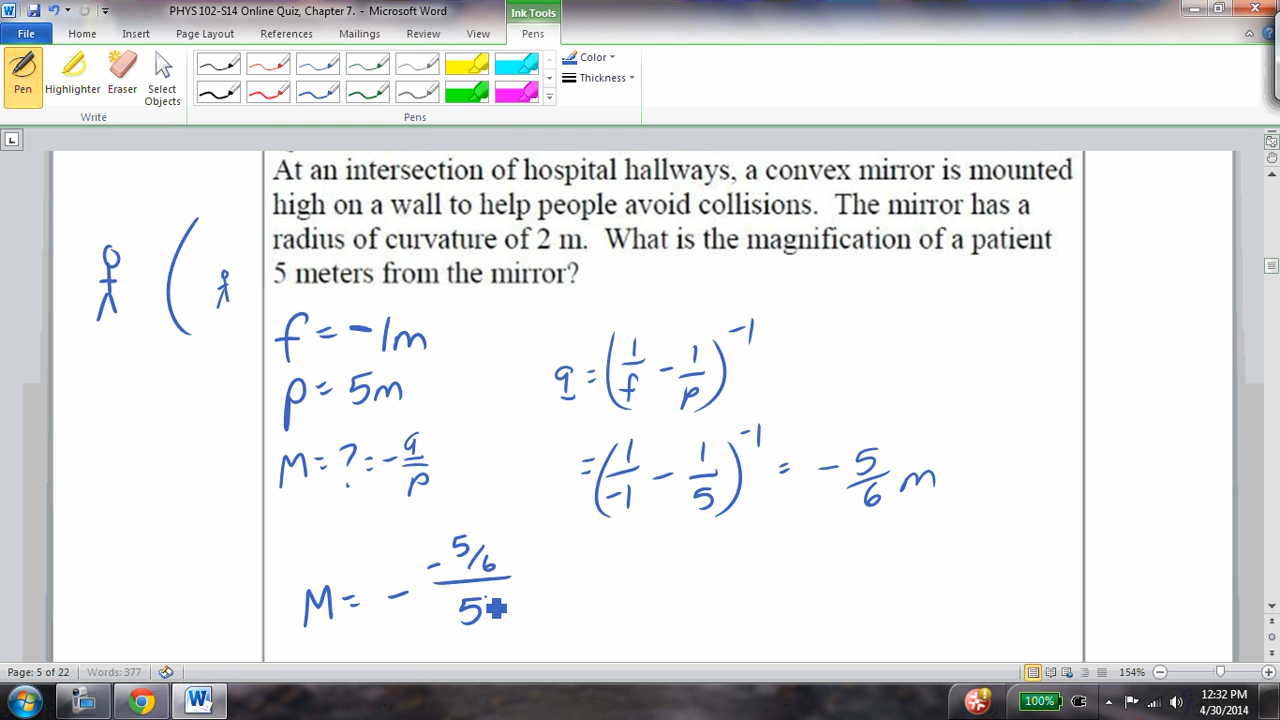 PHYS 102-S14 Online Quiz, Chapter 7. - Microsoft Word
Ink Tools
File Home Insert Page Layout References Mailings Review View Pens
Pen Highlighter Eraser Select Objects
Color
Thickness
Write
Pens
At an intersection of hospital hallways, a convex mirror is mounted
high on a wall to help people avoid collisions. The mirror has a
radius of curvature of 2 m. What is the magnification of a patient
5 meters from the mirror?
f = -1m
p = 5m
q = (1/f - 1/p)^-1
M = ? = - q/p
= (1/-1 - 1/5)^-1 = - 5/6 m
M = - (-5/6)/5
Page: 5 of 22 Words: 377 154%
100% 12:32 PM
4/30/2014